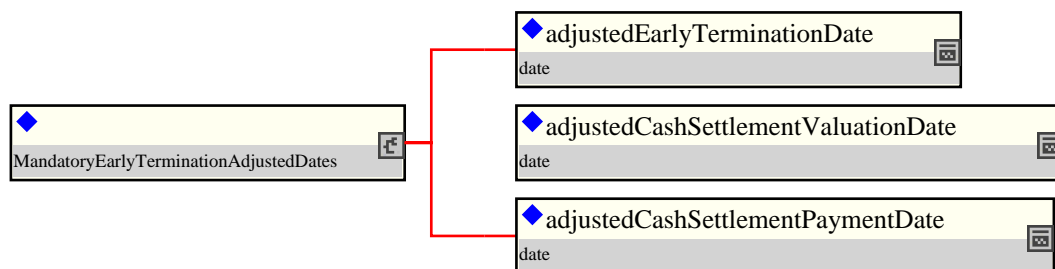 adjustedEarlyTerminationDate
date
MandatoryEarlyTerminationAdjustedDates
adjustedCashSettlementValuationDate
date
adjustedCashSettlementPaymentDate
date